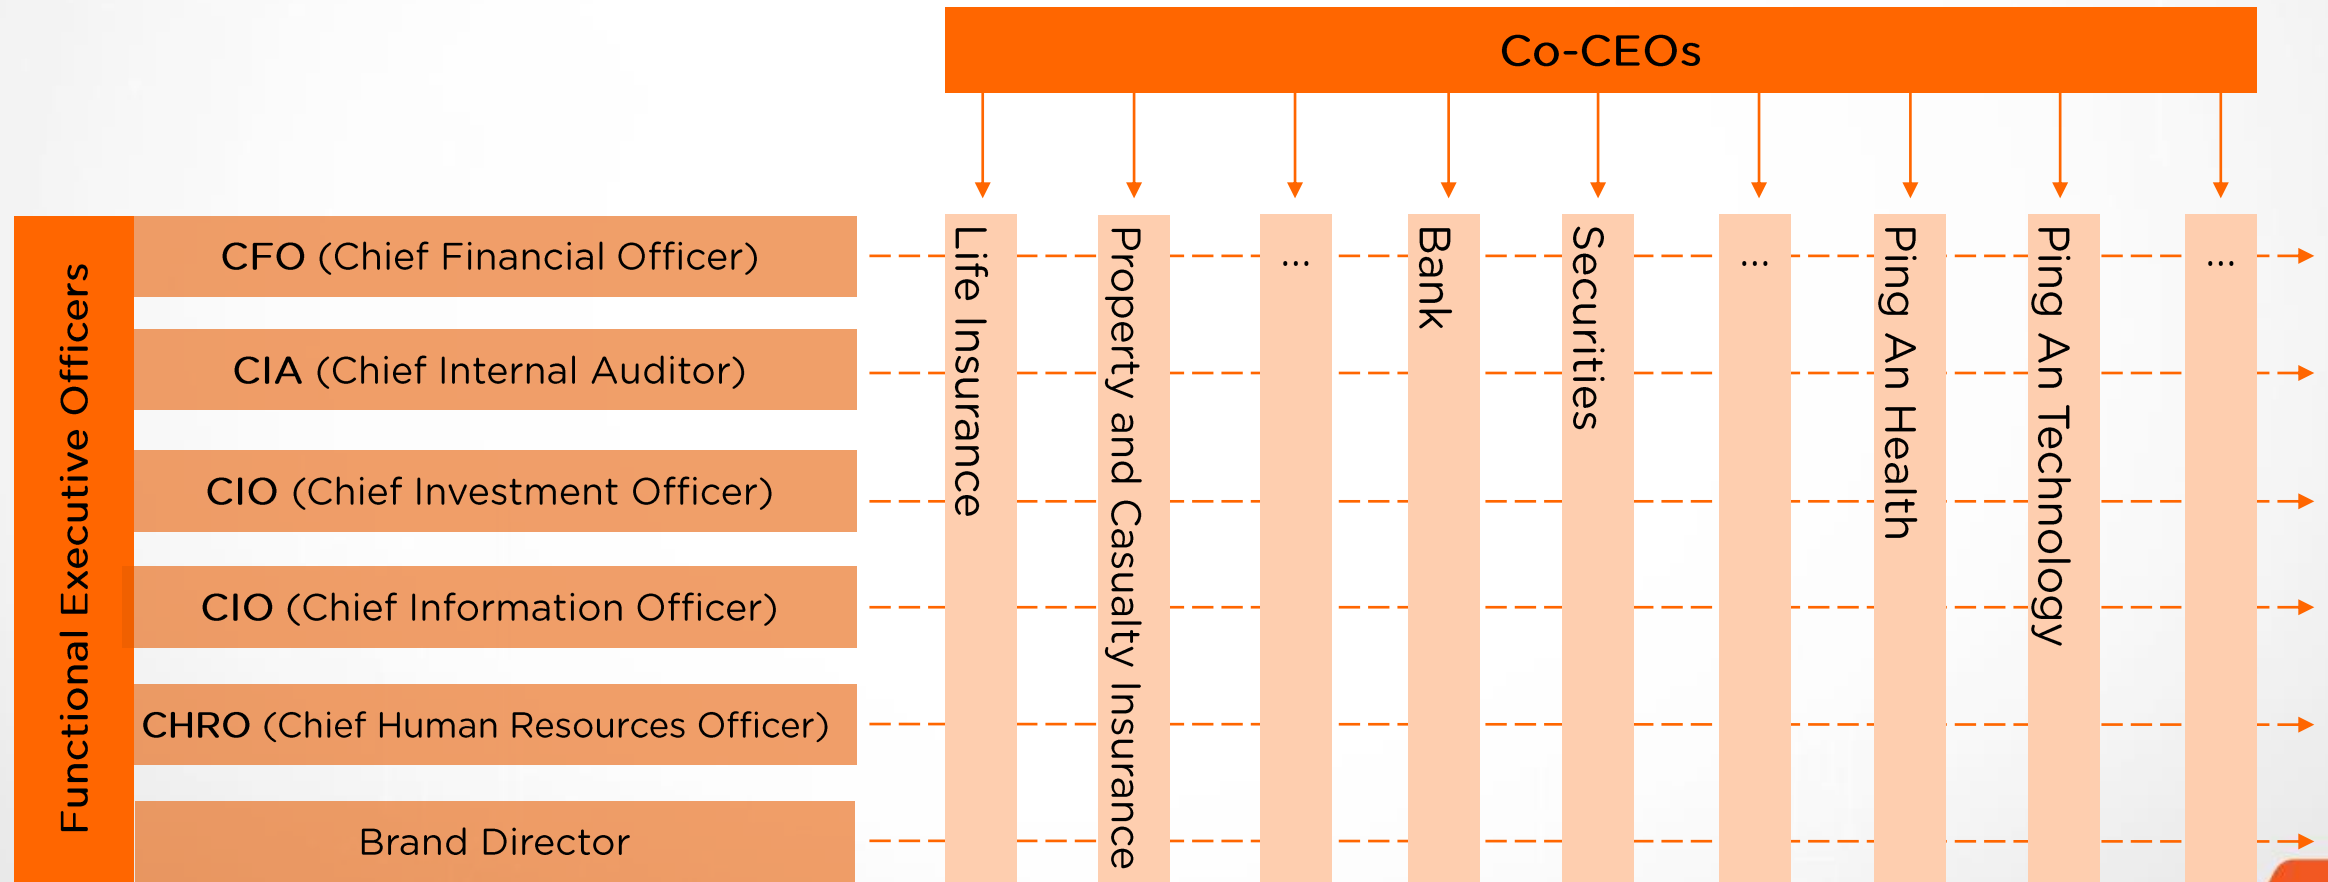 Co-CEOs
Functional Executive Officers
CFO (Chief Financial Officer)
CIA (Chief Internal Auditor)
CIO (Chief Investment Officer)
CIO (Chief Information Officer)
CHRO (Chief Human Resources Officer)
Brand Director
Life Insurance
Property and Casualty Insurance
...
Bank
Securities
...
Ping An Health
Ping An Technology
...